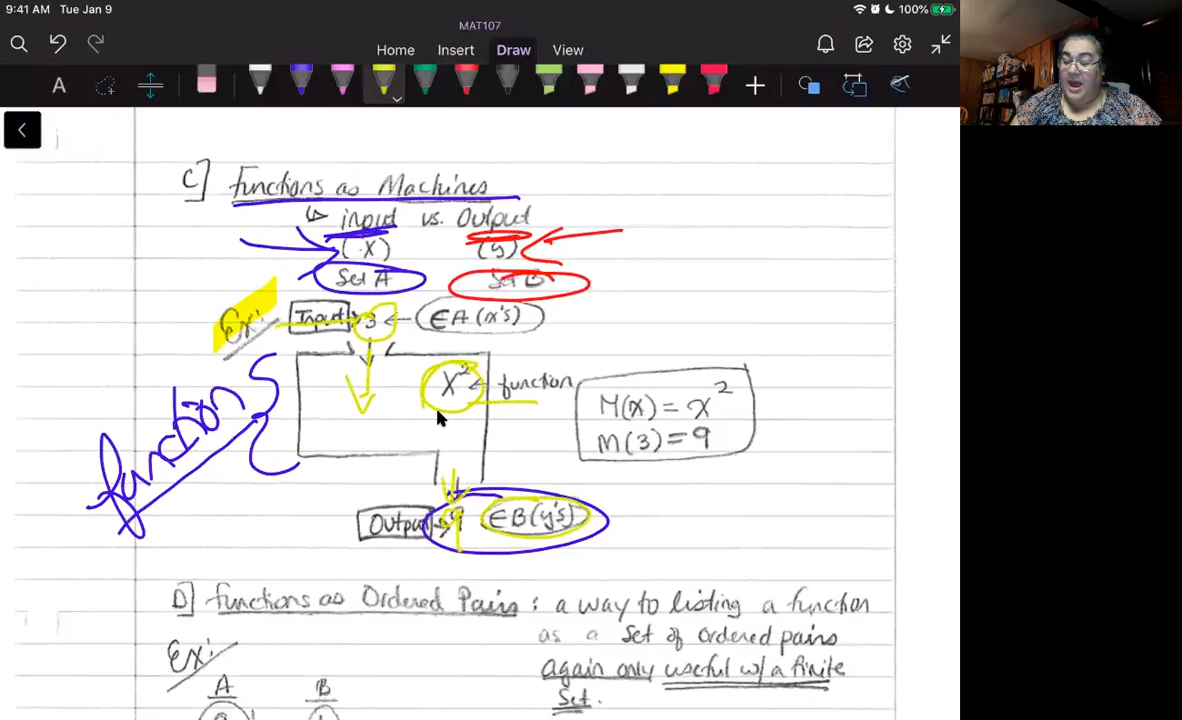 9:41 AM Tue Jan 9
100%
MAT107
Home Insert Draw View
A
C] Functions as Machines
↳ input vs. Output
(x) (y)
Set A Set B
Ex: Input → 3 ← ∈A (x's)
x² ← function
functions
M(x) = x²
M(3) = 9
Output → 9 ∈B(y's)
D] functions as Ordered Pairs : a way to listing a function
as a set of ordered pairs
again only useful w/ a finite
Set.
Ex:
A B